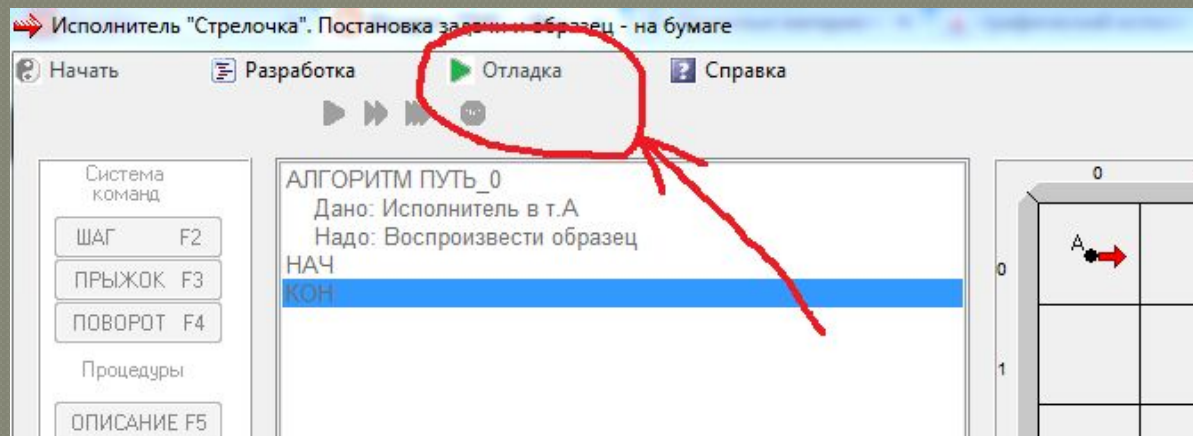 Исполнитель "Стрелочка". Постановка задачи и образец - на бумаге
Начать Разработка Отладка Справка
Система
команд
ШАГ F2
ПРЫЖОК F3
ПОВОРОТ F4
Процедуры
ОПИСАНИЕ F5
АЛГОРИТМ ПУТЬ_0
Дано: Исполнитель в т.А
Надо: Воспроизвести образец
НАЧ
КОН
0
A
0
1